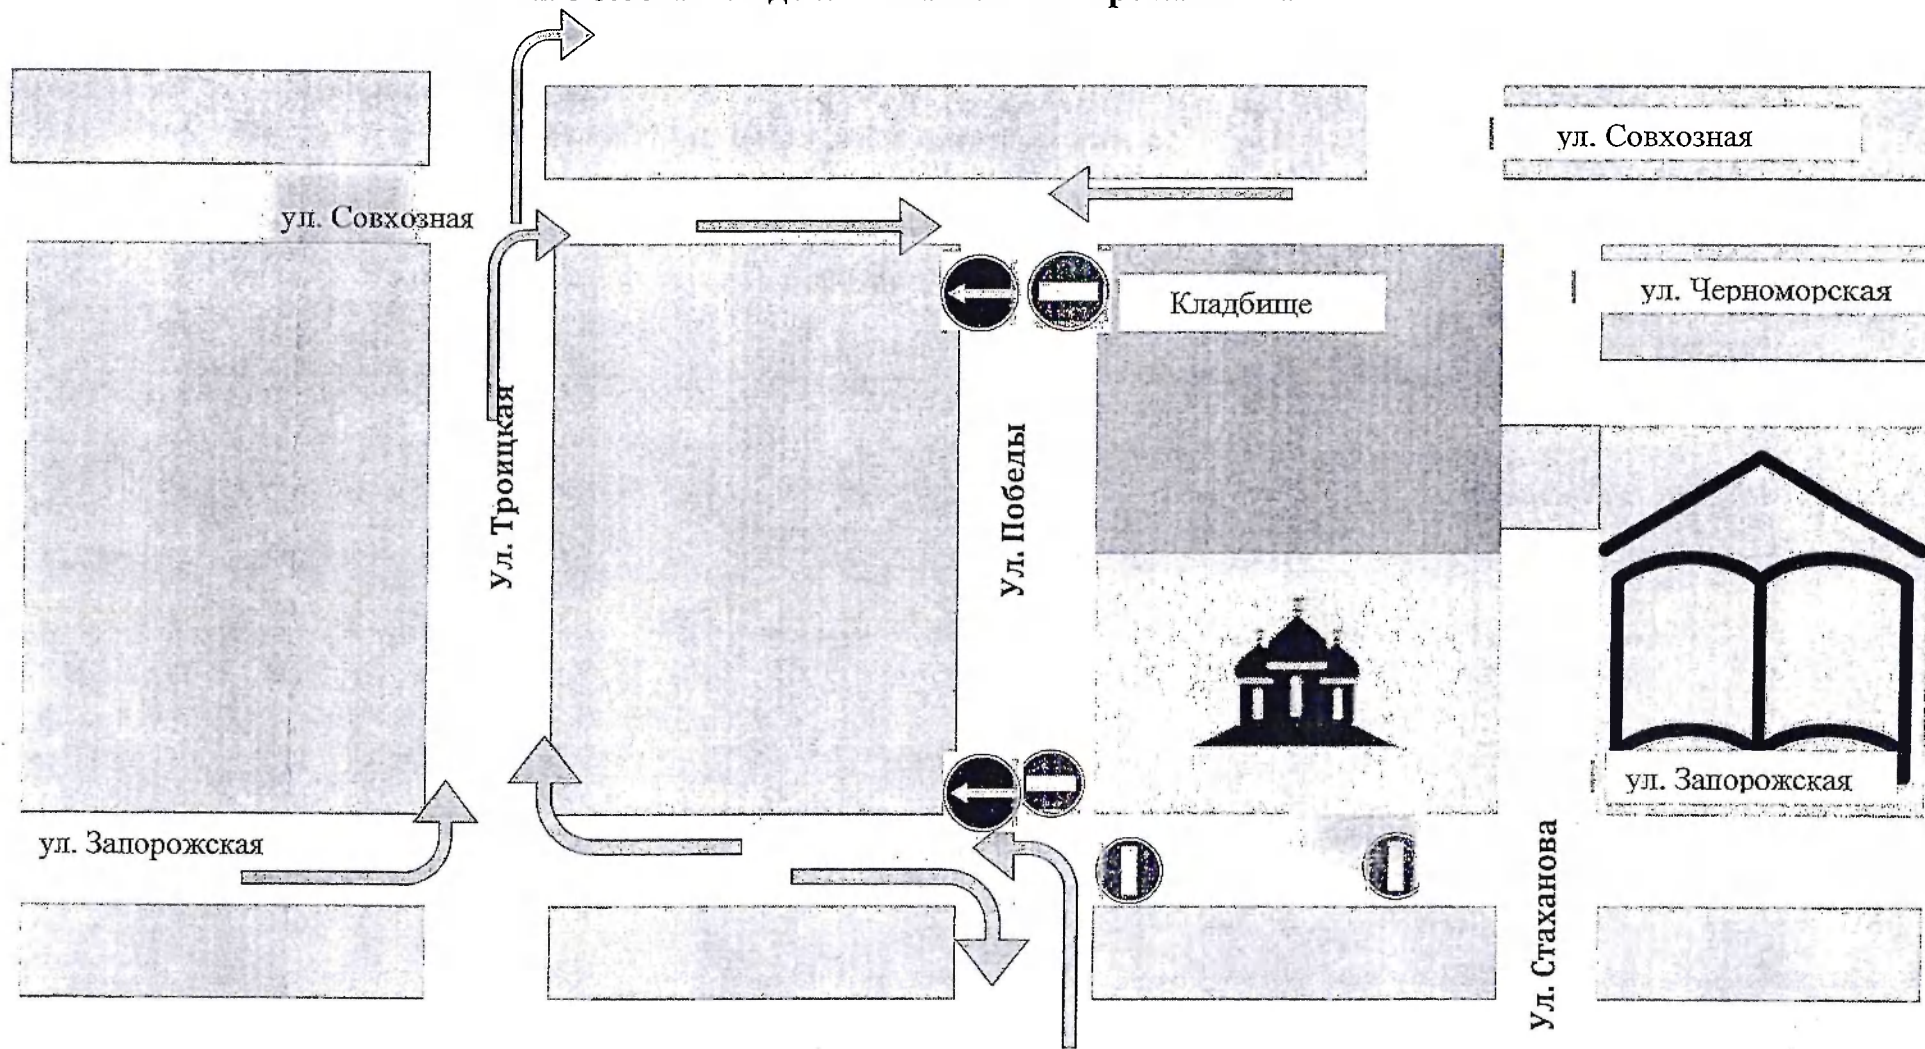 ул. Совхозная
ул. Совхозная
Кладбище
ул. Черноморская
Ул. Троицкая
Ул. Победы
ул. Запорожская
ул. Запорожская
Ул. Стаханова